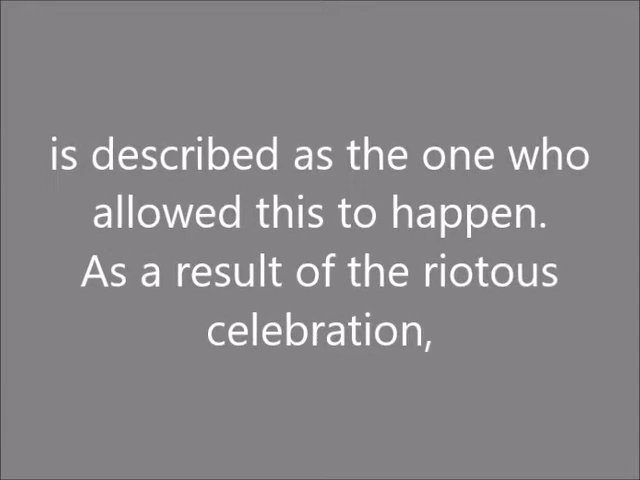 is described as the one who
allowed this to happen.
As a result of the riotous
celebration,